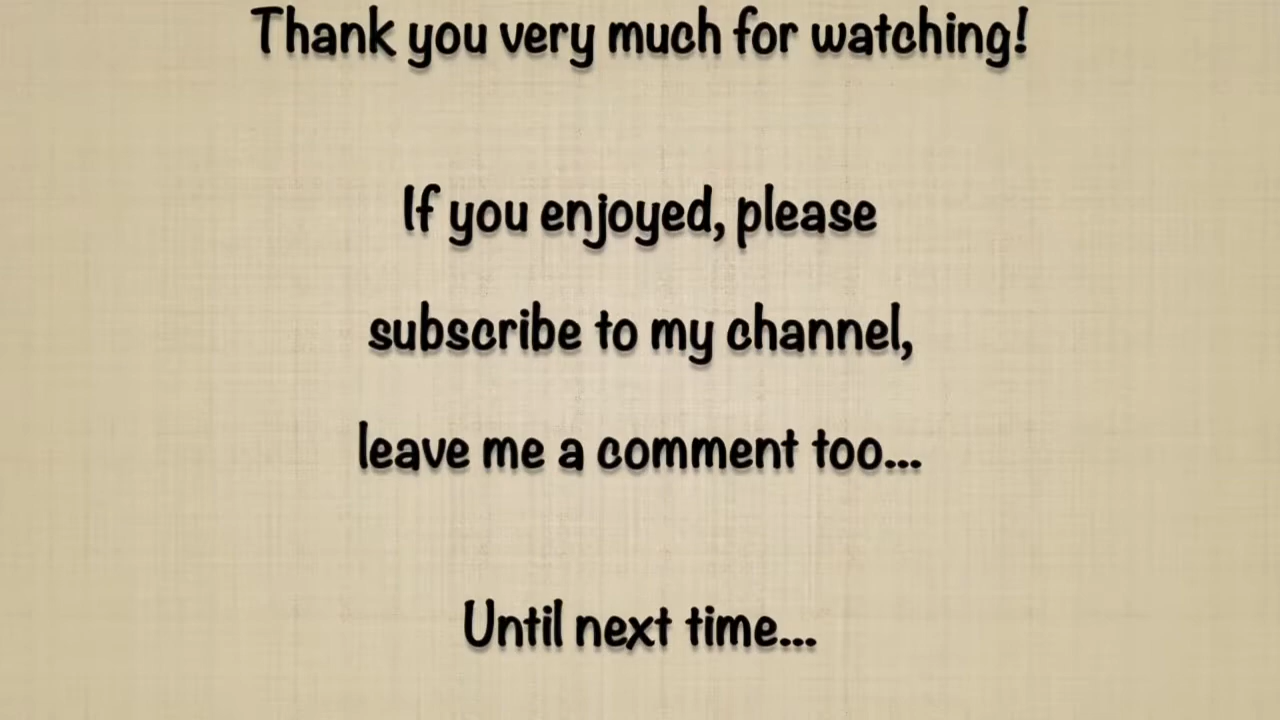 Thank you very much for watching!
If you enjoyed, please
subscribe to my channel,
leave me a comment too...
Until next time...